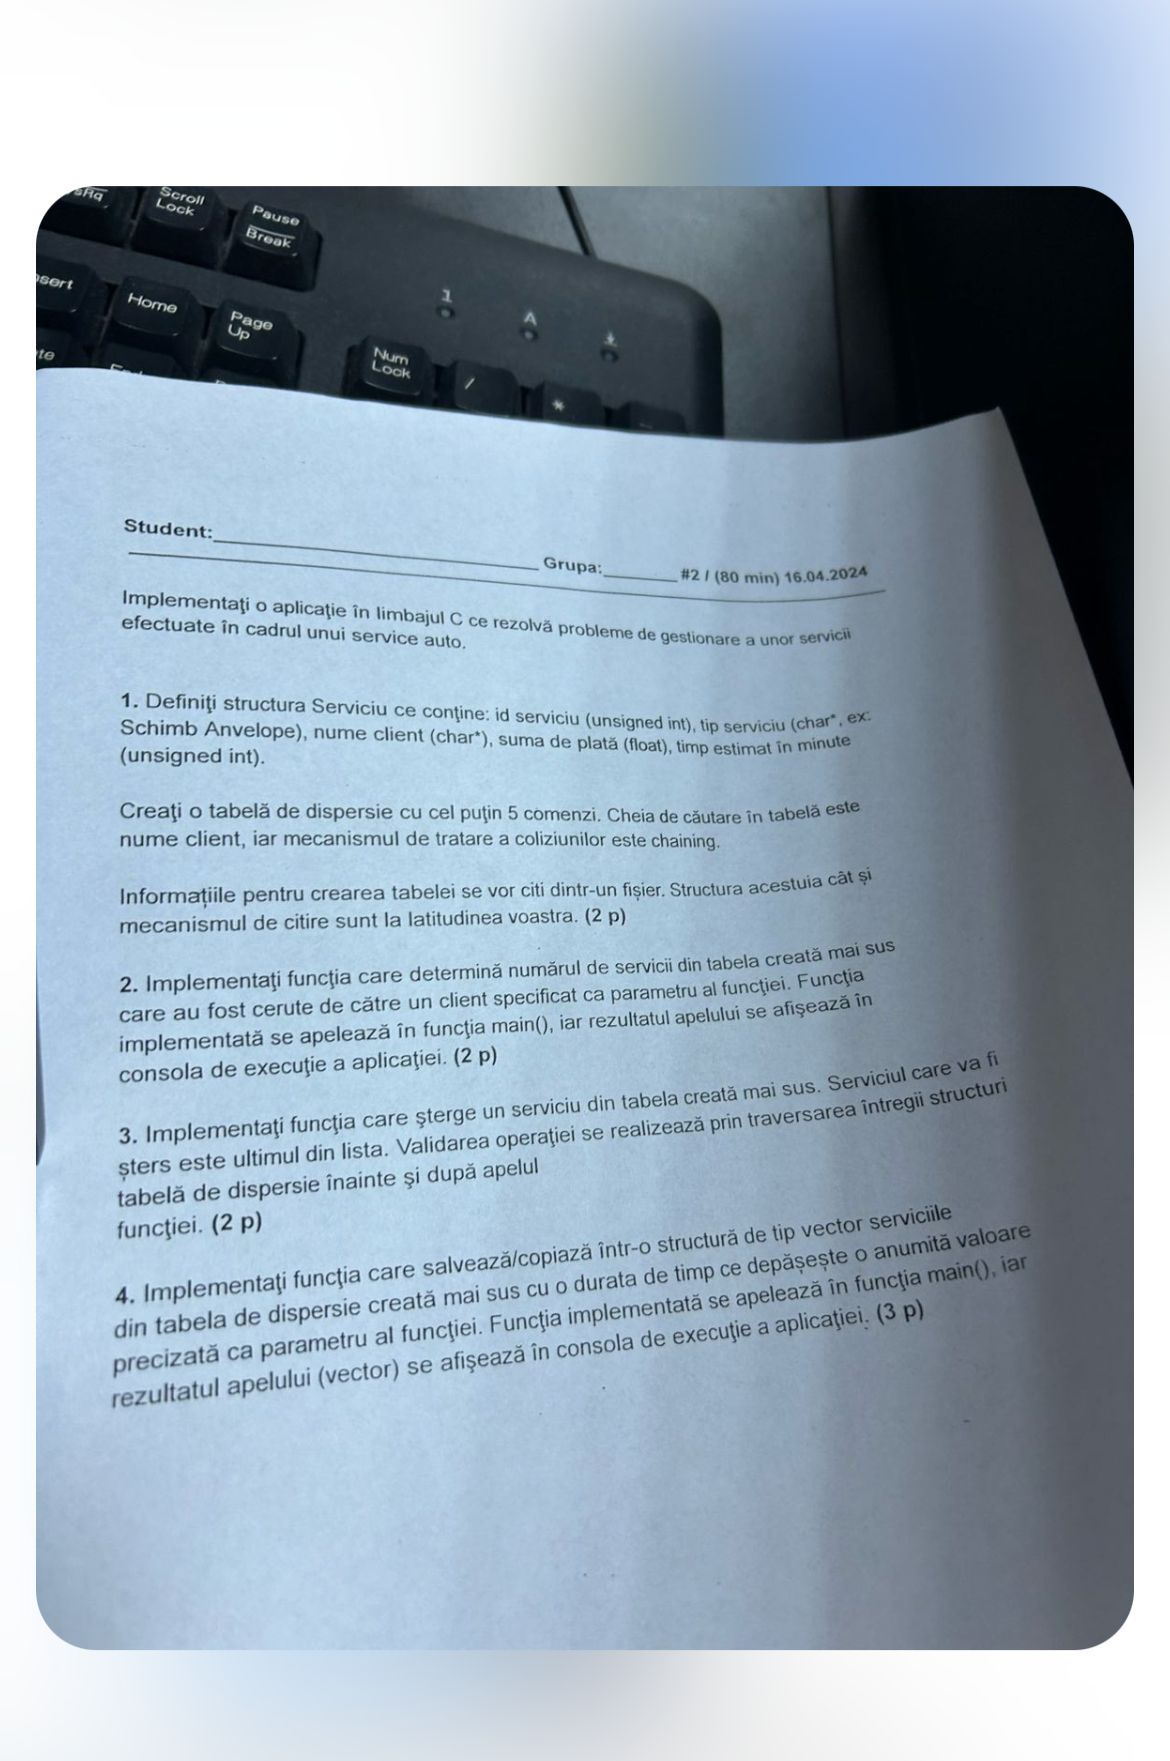 Scroll
Lock
Pause
Break
Home
Page
Up
1
A
Num
Lock
/
*
Student:
Grupa:
#2 / (80 min) 16.04.2024
Implementaţi o aplicaţie în limbajul C ce rezolvă probleme de gestionare a unor servicii
efectuate în cadrul unui service auto.
1. Definiţi structura Serviciu ce conţine: id serviciu (unsigned int), tip serviciu (char*, ex:
Schimb Anvelope), nume client (char*), suma de plată (float), timp estimat în minute
(unsigned int).
Creaţi o tabelă de dispersie cu cel puţin 5 comenzi. Cheia de căutare în tabelă este
nume client, iar mecanismul de tratare a coliziunilor este chaining.
Informațiile pentru crearea tabelei se vor citi dintr-un fișier. Structura acestuia cât și
mecanismul de citire sunt la latitudinea voastra. (2 p)
2. Implementaţi funcţia care determină numărul de servicii din tabela creată mai sus
care au fost cerute de către un client specificat ca parametru al funcţiei. Funcţia
implementată se apelează în funcţia main(), iar rezultatul apelului se afişează în
consola de execuţie a aplicaţiei. (2 p)
3. Implementaţi funcţia care şterge un serviciu din tabela creată mai sus. Serviciul care va fi
șters este ultimul din lista. Validarea operaţiei se realizează prin traversarea întregii structuri
tabelă de dispersie înainte şi după apelul
funcţiei. (2 p)
4. Implementaţi funcţia care salvează/copiază într-o structură de tip vector serviciile
din tabela de dispersie creată mai sus cu o durata de timp ce depășește o anumită valoare
precizată ca parametru al funcţiei. Funcţia implementată se apelează în funcţia main(), iar
rezultatul apelului (vector) se afişează în consola de execuţie a aplicaţiei. (3 p)